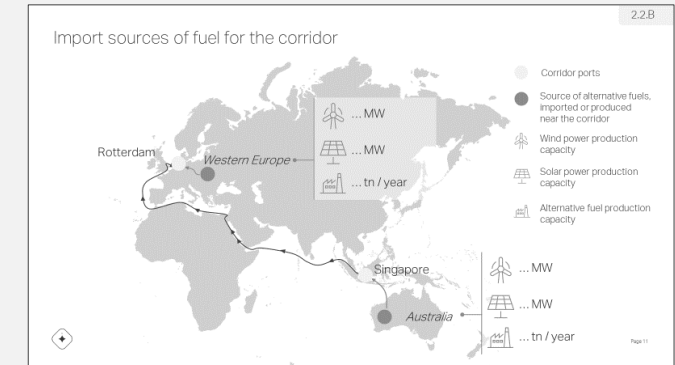 2.2.B
Import sources of fuel for the corridor
Corridor ports
Source of alternative fuels,
imported or produced
near the corridor
Wind power production
capacity
Solar power production
capacity
Alternative fuel production
capacity
Rotterdam
Western Europe
... MW
... MW
... tn / year
Singapore
Australia
... MW
... MW
... tn / year
Page 11